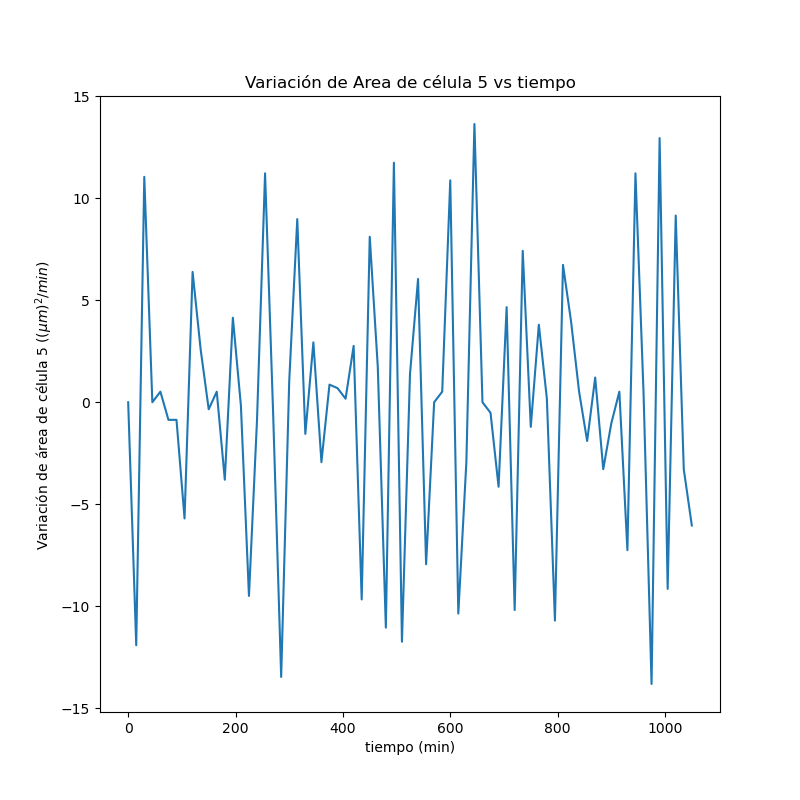 Variación de Area de célula 5 vs tiempo
15
10
5
0
−5
−10
−15
Variación de área de célula 5 ((μm)²/min)
0 200 400 600 800 1000
tiempo (min)